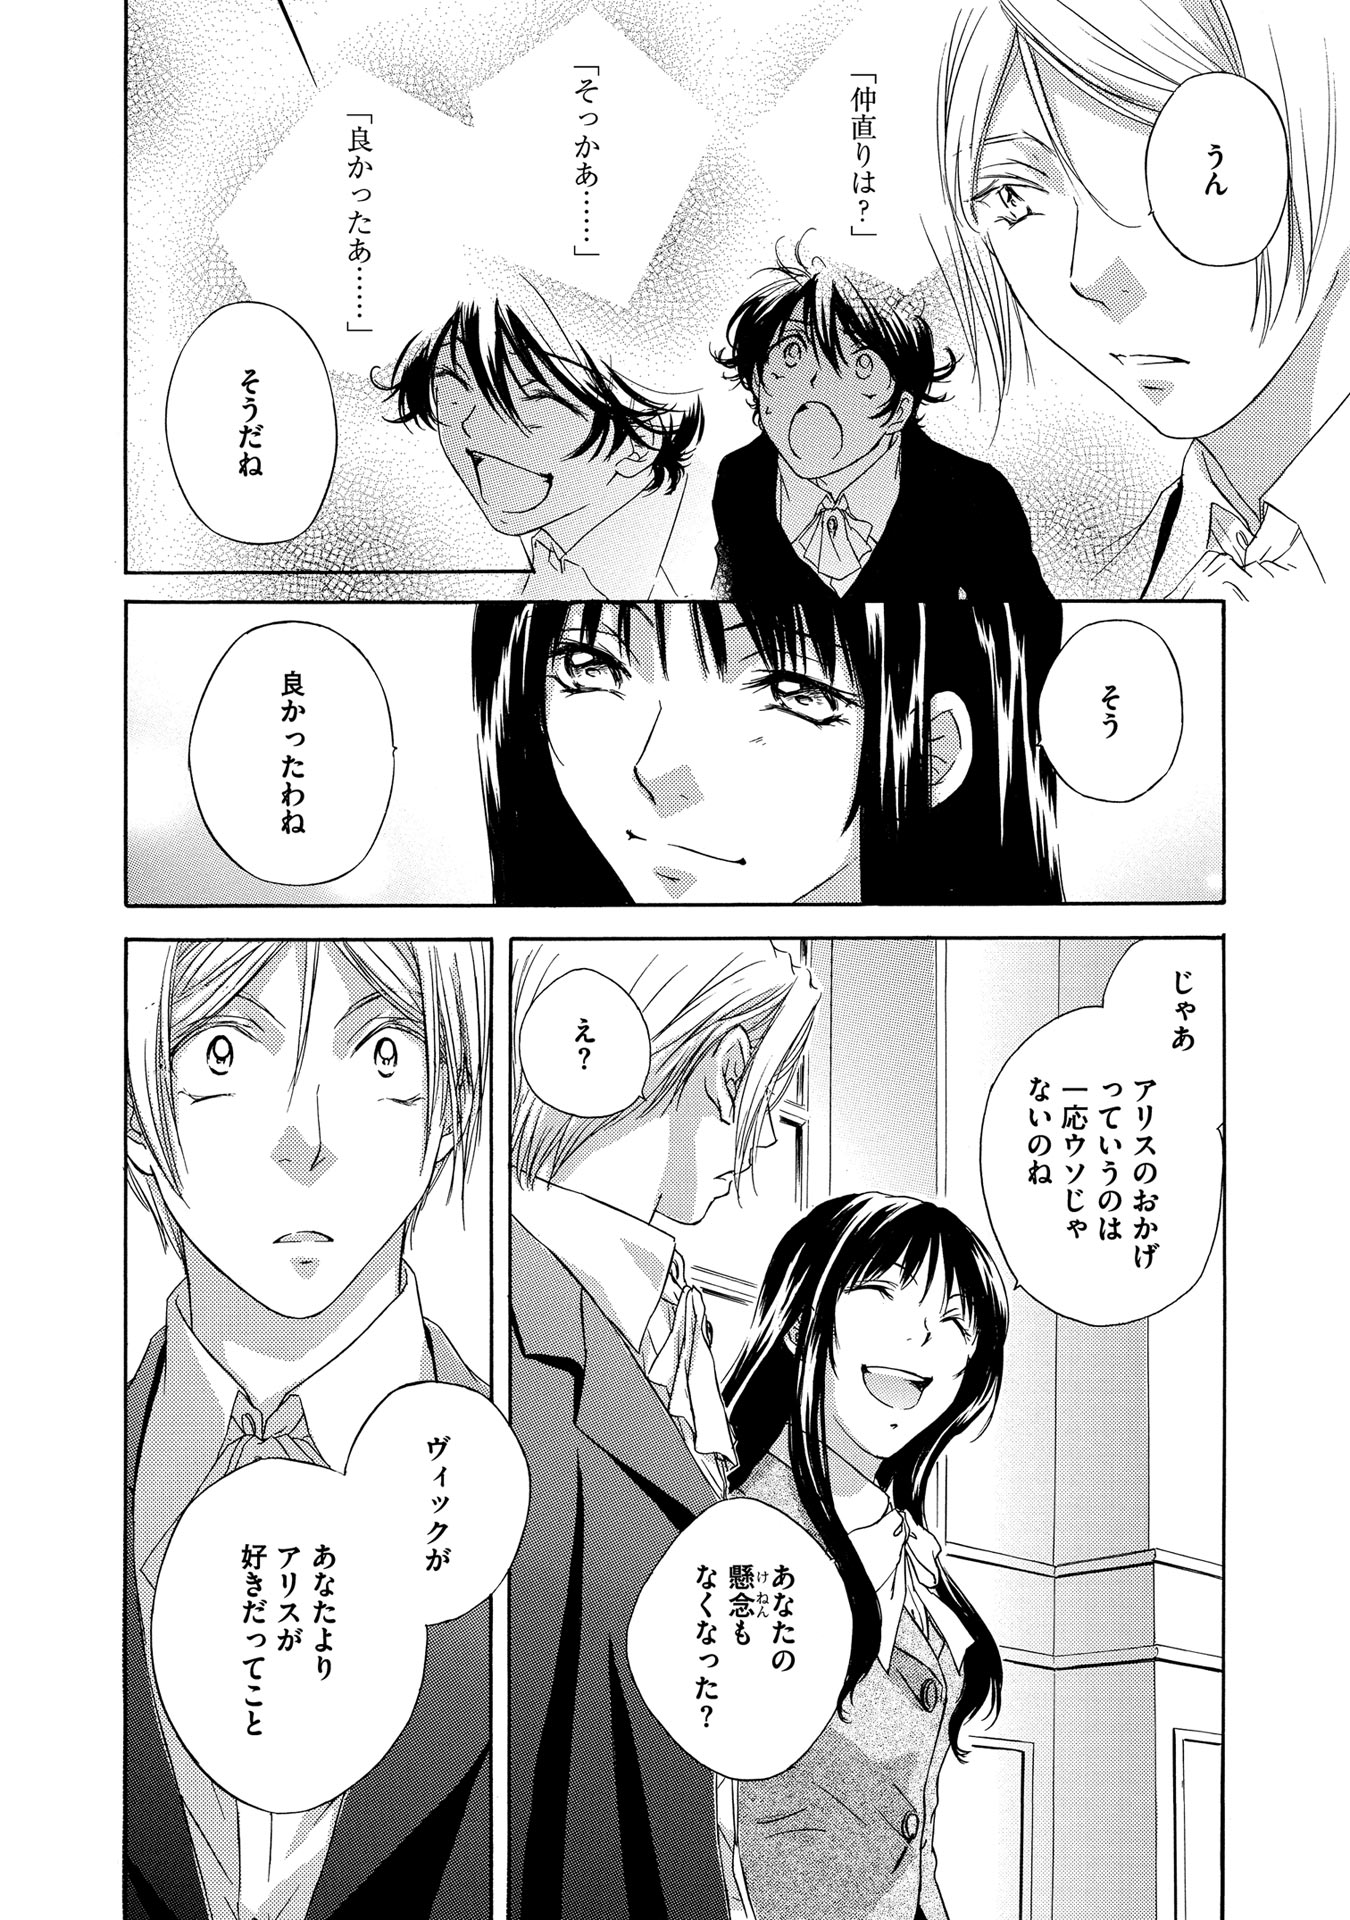 うん
「仲直りは？」
「そっかあ……」
「良かったあ……」
そうだね
そう
良かったわね
じゃあ
アリスのおかげ
っていうのは
一応ウソじゃ
ないのね
え？
あなたの
懸念も
けねん
なくなった？
ヴィックが
あなたより
アリスが
好きだってこと